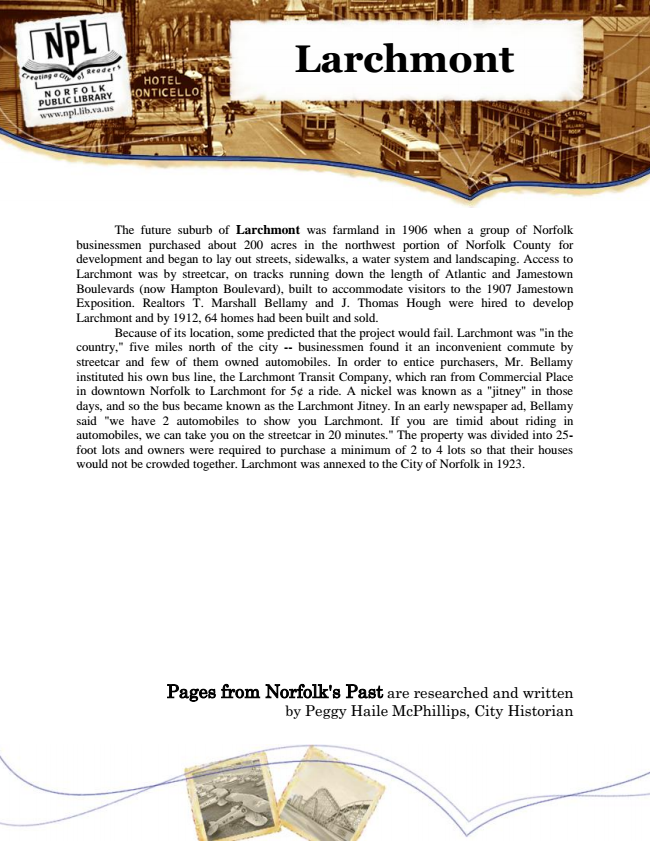 NPL
Creating a City of Readers
NORFOLK
PUBLIC LIBRARY
www.npl.lib.va.us
HOTEL
MONTICELLO
Larchmont
The future suburb of Larchmont was farmland in 1906 when a group of Norfolk
businessmen purchased about 200 acres in the northwest portion of Norfolk County for
development and began to lay out streets, sidewalks, a water system and landscaping. Access to
Larchmont was by streetcar, on tracks running down the length of Atlantic and Jamestown
Boulevards (now Hampton Boulevard), built to accommodate visitors to the 1907 Jamestown
Exposition. Realtors T. Marshall Bellamy and J. Thomas Hough were hired to develop
Larchmont and by 1912, 64 homes had been built and sold.
Because of its location, some predicted that the project would fail. Larchmont was "in the
country," five miles north of the city -- businessmen found it an inconvenient commute by
streetcar and few of them owned automobiles. In order to entice purchasers, Mr. Bellamy
instituted his own bus line, the Larchmont Transit Company, which ran from Commercial Place
in downtown Norfolk to Larchmont for 5¢ a ride. A nickel was known as a "jitney" in those
days, and so the bus became known as the Larchmont Jitney. In an early newspaper ad, Bellamy
said "we have 2 automobiles to show you Larchmont. If you are timid about riding in
automobiles, we can take you on the streetcar in 20 minutes." The property was divided into 25-
foot lots and owners were required to purchase a minimum of 2 to 4 lots so that their houses
would not be crowded together. Larchmont was annexed to the City of Norfolk in 1923.
Pages from Norfolk's Past are researched and written
by Peggy Haile McPhillips, City Historian